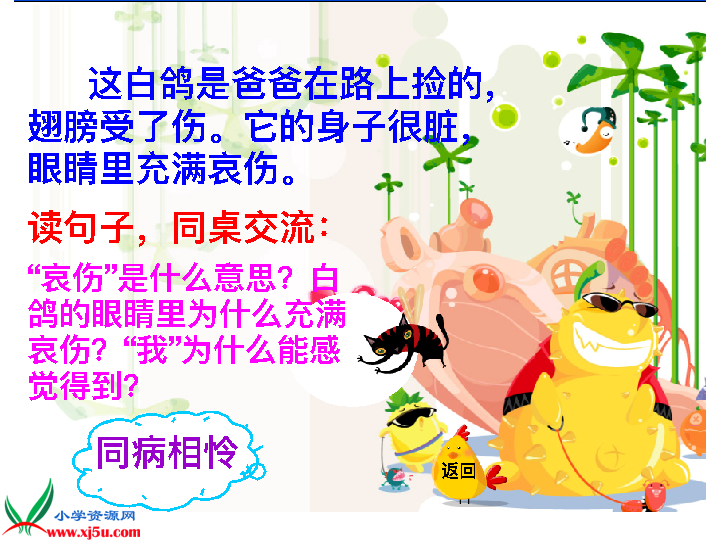 这白鸽是爸爸在路上捡的，
翅膀受了伤。它的身子很脏，
眼睛里充满哀伤。
读句子，同桌交流：
“哀伤”是什么意思？白
鸽的眼睛里为什么充满
哀伤？“我”为什么能感
觉得到？
同病相怜
返回
小学资源网
www.xj5u.com